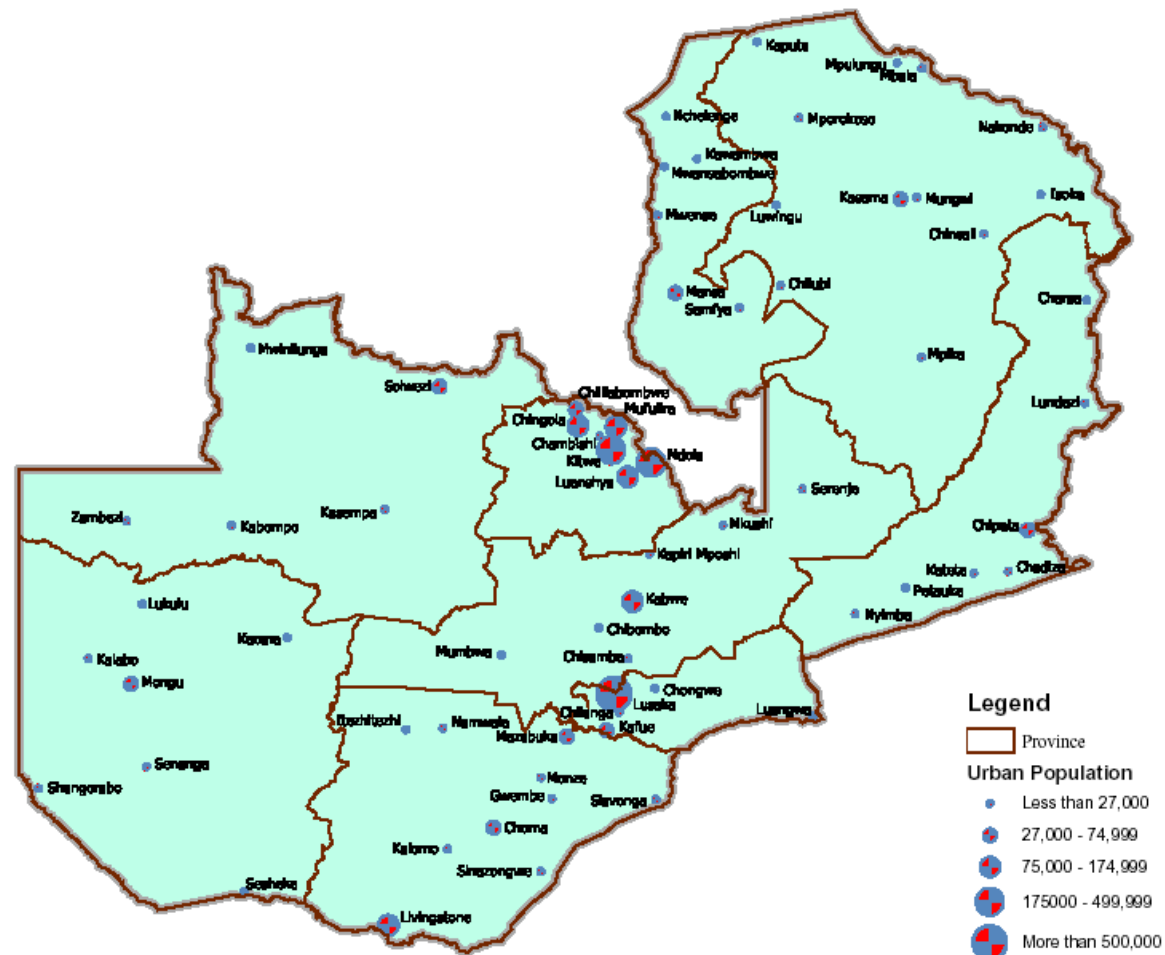 Kaputa
Mpulungu
Mbala
Nchelenge
Mporokoso
Nakonde
Kawambwa
Mwansabombwe
Kasama
Mungwi
Isoka
Mwense
Luwingu
Chinsali
Chilubi
Mansa
Samfya
Chama
Mwinilunga
Mpika
Solwezi
Chililabombwe
Lundazi
Chingola
Mufulira
Chambishi
Kitwe
Ndola
Luanshya
Serenje
Zambezi
Kabompo
Kasempa
Mkushi
Chipata
Kapiri Mposhi
Katete
Chadiza
Petauke
Lukulu
Kabwe
Nyimba
Kaoma
Chibombo
Kalabo
Mumbwa
Chisamba
Mongu
Chongwe
Lusaka
Luangwa
Chilanga
Itezhitezhi
Namwala
Kafue
Mazabuka
Senanga
Monze
Shangombo
Gwembe
Siavonga
Choma
Kalomo
Sinazongwe
Sesheke
Livingstone
Legend
Province
Urban Population
Less than 27,000
27,000 - 74,999
75,000 - 174,999
175000 - 499,999
More than 500,000